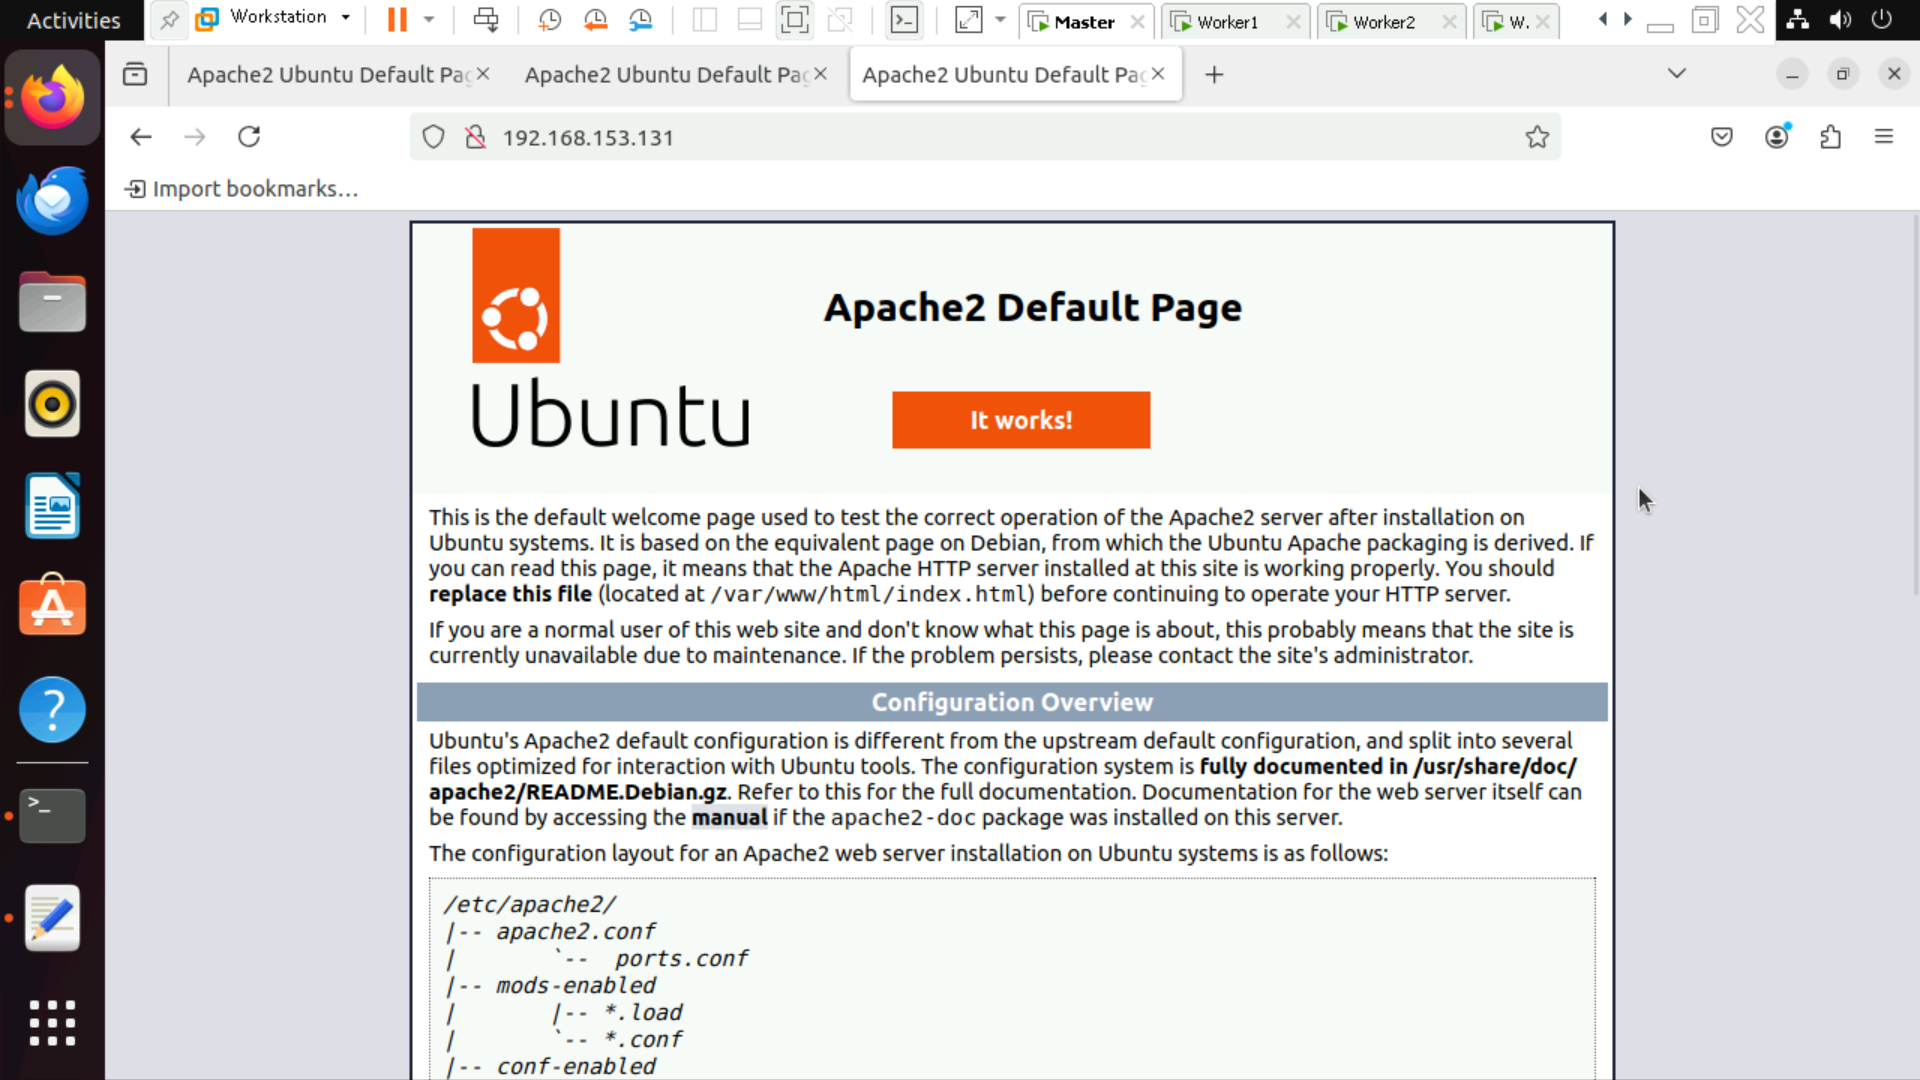 Activities
Workstation
Master
Worker1
Worker2
W.
Apache2 Ubuntu Default Pag
Apache2 Ubuntu Default Pag
Apache2 Ubuntu Default Pag
192.168.153.131
Import bookmarks…
Apache2 Default Page
Ubuntu
It works!
This is the default welcome page used to test the correct operation of the Apache2 server after installation on
Ubuntu systems. It is based on the equivalent page on Debian, from which the Ubuntu Apache packaging is derived. If
you can read this page, it means that the Apache HTTP server installed at this site is working properly. You should
replace this file (located at /var/www/html/index.html) before continuing to operate your HTTP server.
If you are a normal user of this web site and don't know what this page is about, this probably means that the site is
currently unavailable due to maintenance. If the problem persists, please contact the site's administrator.
Configuration Overview
Ubuntu's Apache2 default configuration is different from the upstream default configuration, and split into several
files optimized for interaction with Ubuntu tools. The configuration system is fully documented in /usr/share/doc/
apache2/README.Debian.gz. Refer to this for the full documentation. Documentation for the web server itself can
be found by accessing the manual if the apache2-doc package was installed on this server.
The configuration layout for an Apache2 web server installation on Ubuntu systems is as follows:
/etc/apache2/
|-- apache2.conf
|       `--  ports.conf
|-- mods-enabled
|       |-- *.load
|       `-- *.conf
|-- conf-enabled